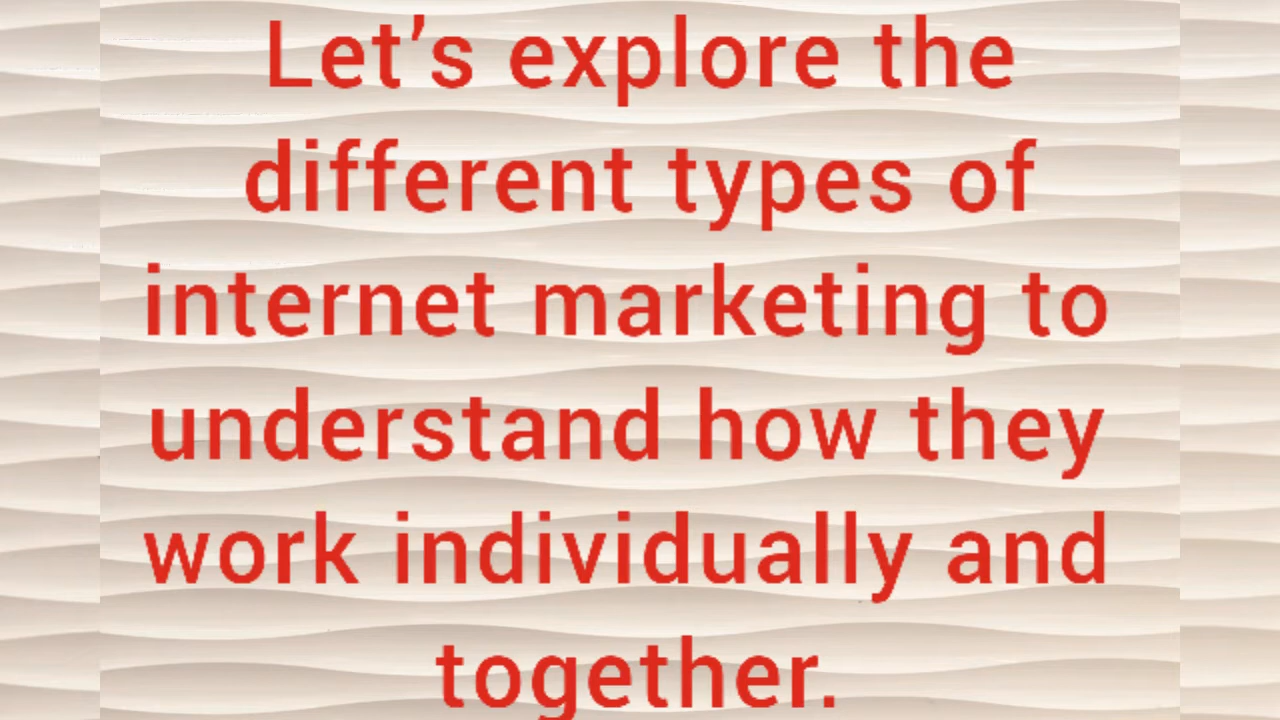 Let’s explore the
different types of
internet marketing to
understand how they
work individually and
together.